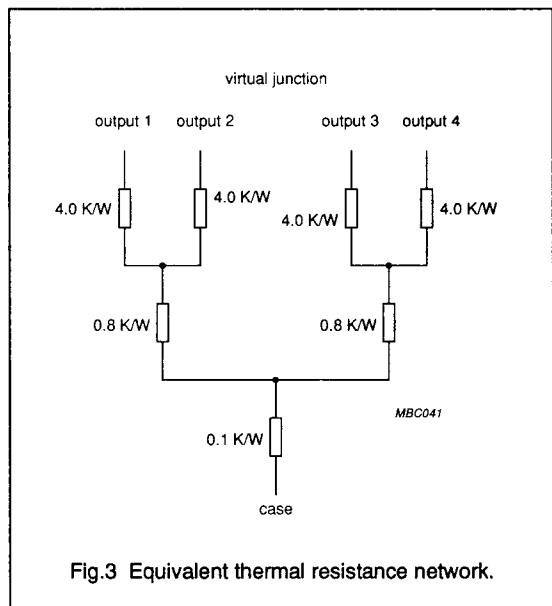 virtual junction
output 1 output 2 output 3 output 4
4.0 K/W 4.0 K/W 4.0 K/W 4.0 K/W
0.8 K/W 0.8 K/W
MBC041
0.1 K/W
case
Fig.3 Equivalent thermal resistance network.